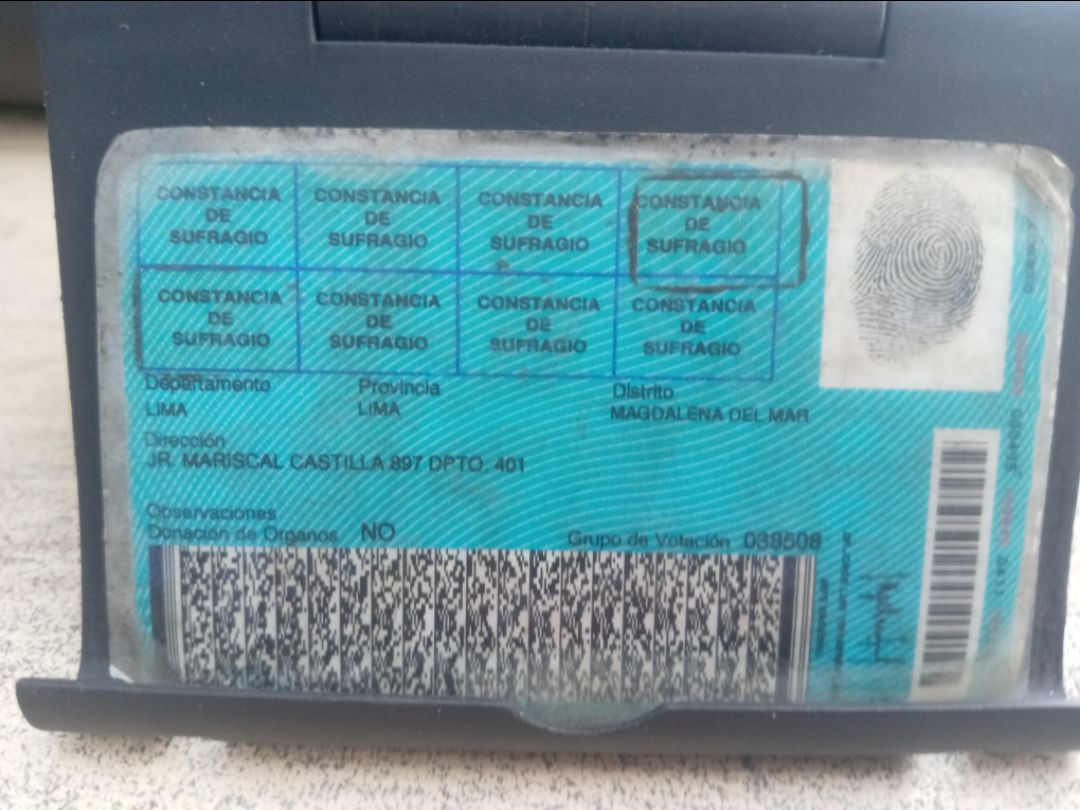 CONSTANCIA DE SUFRAGIO
CONSTANCIA DE SUFRAGIO
CONSTANCIA DE SUFRAGIO
CONSTANCIA DE SUFRAGIO
CONSTANCIA DE SUFRAGIO
CONSTANCIA DE SUFRAGIO
CONSTANCIA DE SUFRAGIO
CONSTANCIA DE SUFRAGIO
Departamento Provincia Distrito
LIMA LIMA MAGDALENA DEL MAR
Dirección
JR. MARISCAL CASTILLA 897 DPTO. 401
Observaciones
Donación de Organos NO Grupo de Votación 038508